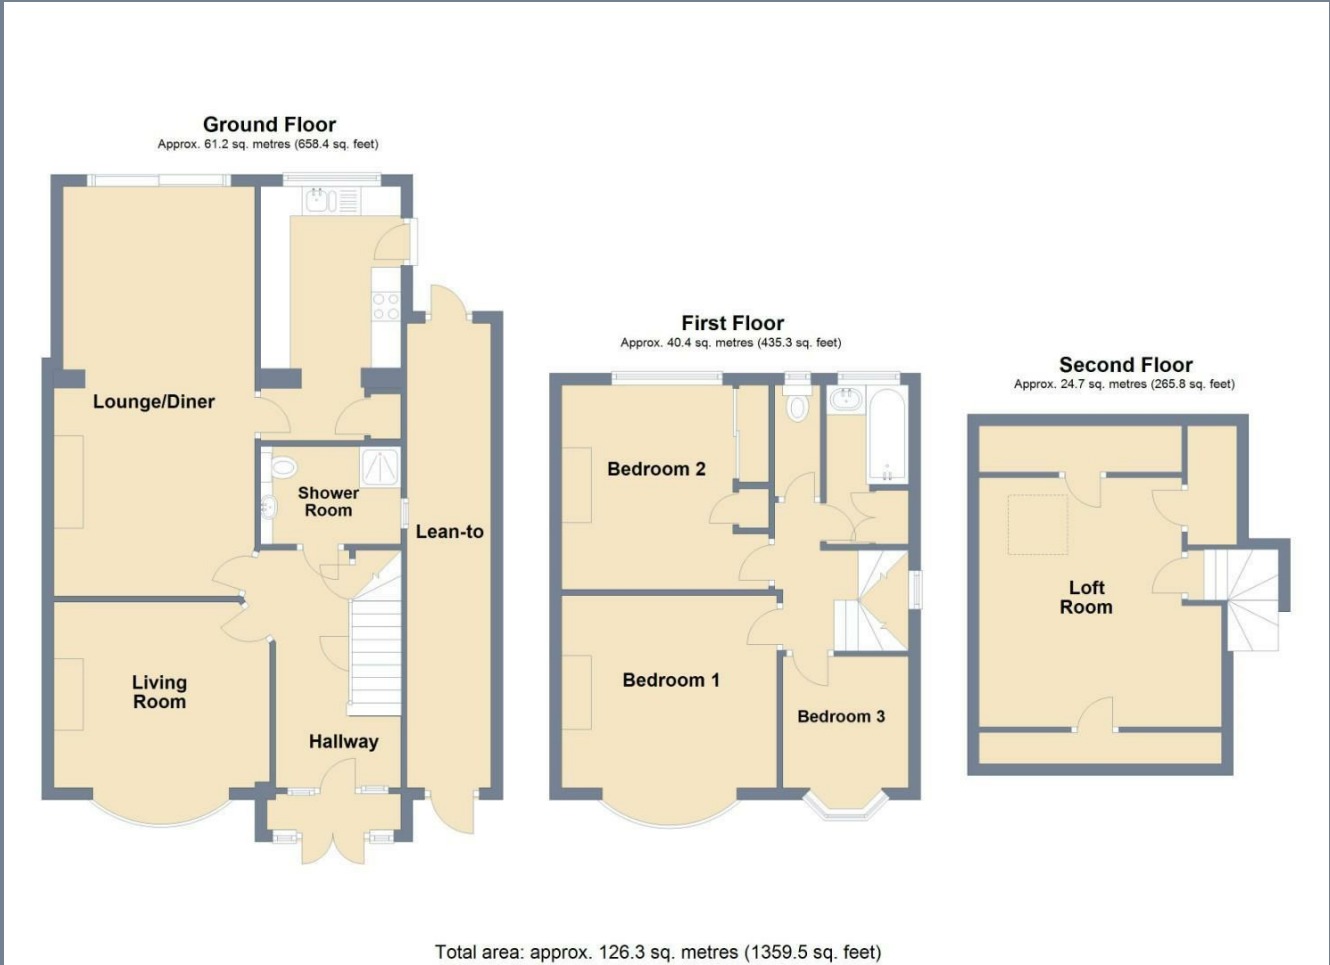 Ground Floor
Approx. 61.2 sq. metres (658.4 sq. feet)
Lounge/Diner
Shower
Room
Lean-to
Living
Room
Hallway
First Floor
Approx. 40.4 sq. metres (435.3 sq. feet)
Bedroom 2
Bedroom 1
Bedroom 3
Second Floor
Approx. 24.7 sq. metres (265.8 sq. feet)
Loft
Room
Total area: approx. 126.3 sq. metres (1359.5 sq. feet)